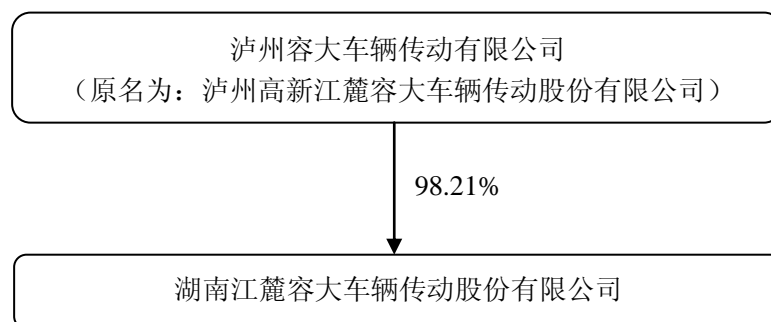 泸州容大车辆传动有限公司
（原名为：泸州高新江麓容大车辆传动股份有限公司）
98.21%
湖南江麓容大车辆传动股份有限公司